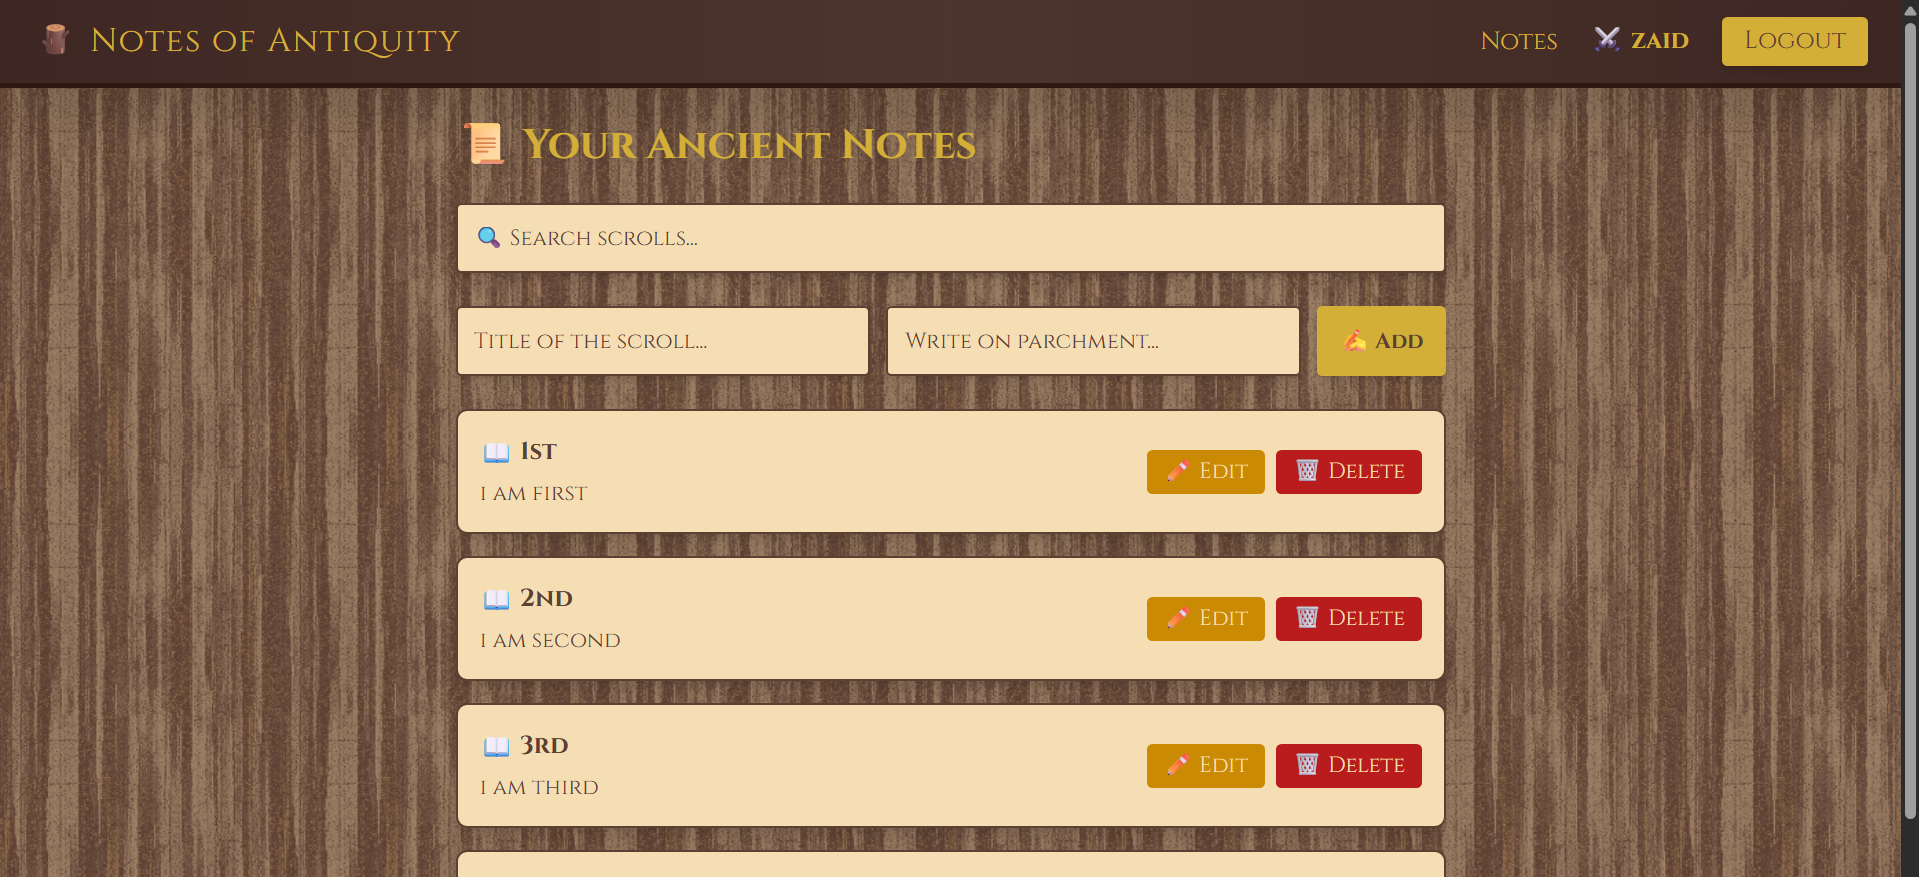 Notes of Antiquity
Notes
zaid
Logout
Your Ancient Notes
Search scrolls...
Title of the scroll...
Write on parchment...
Add
1st
i am first
Edit
Delete
2nd
i am second
Edit
Delete
3rd
i am third
Edit
Delete